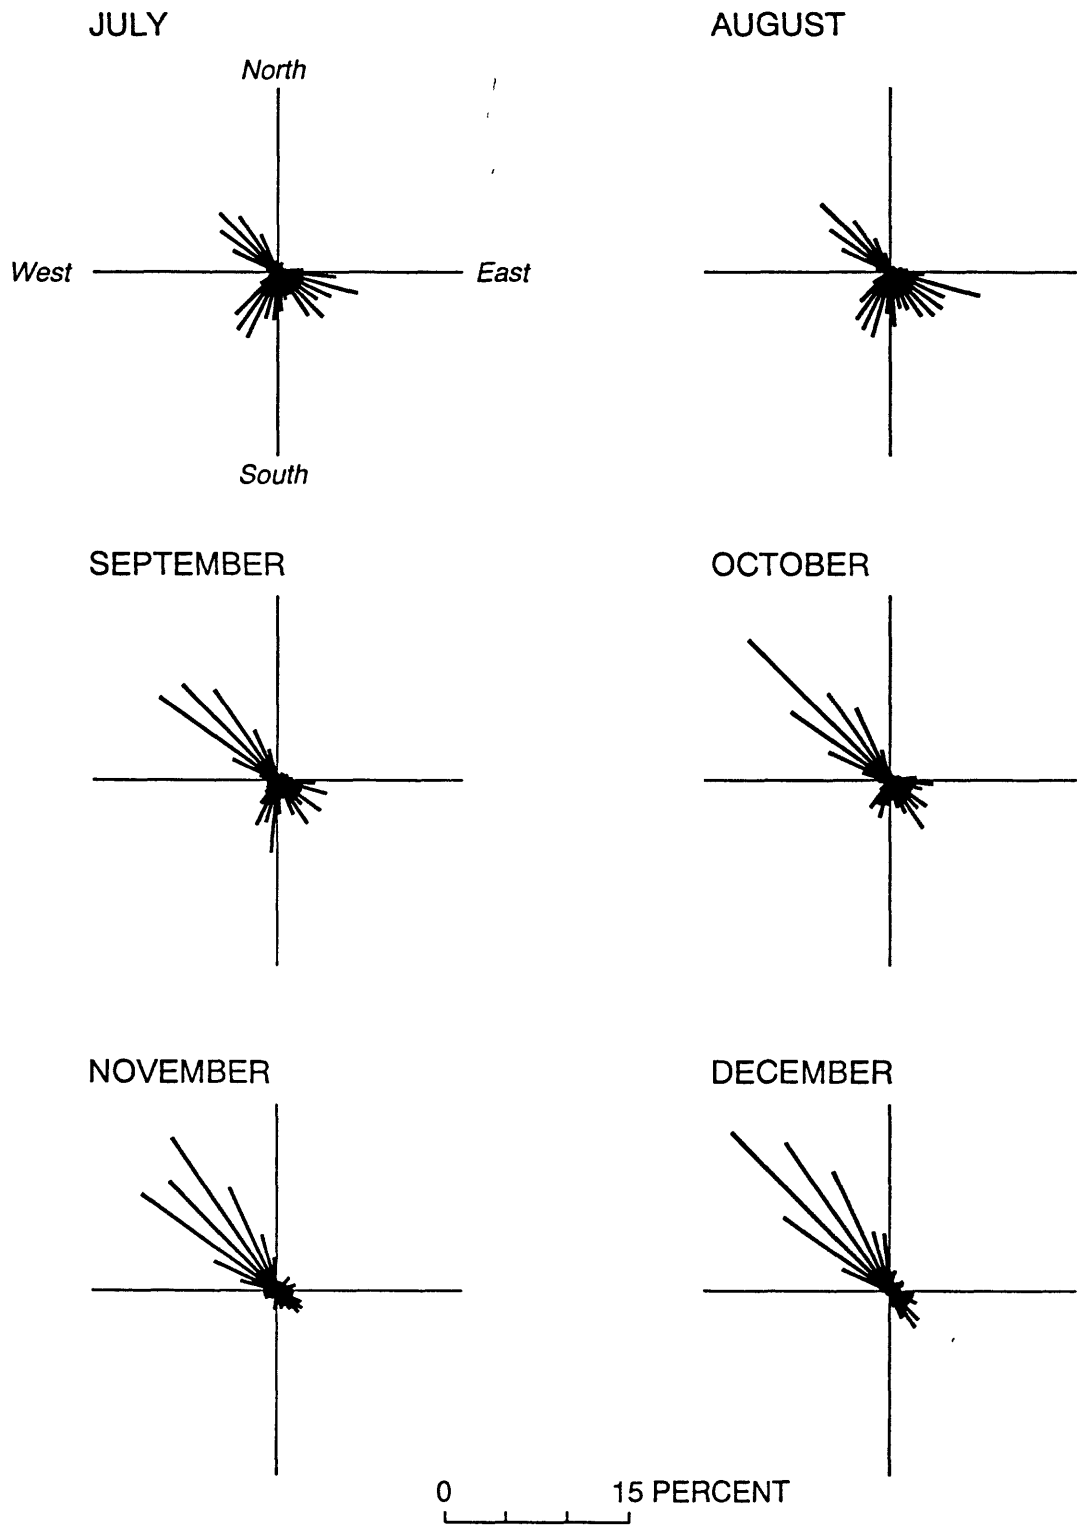 JULY
AUGUST
North
West
East
South
SEPTEMBER
OCTOBER
NOVEMBER
DECEMBER
0
15 PERCENT